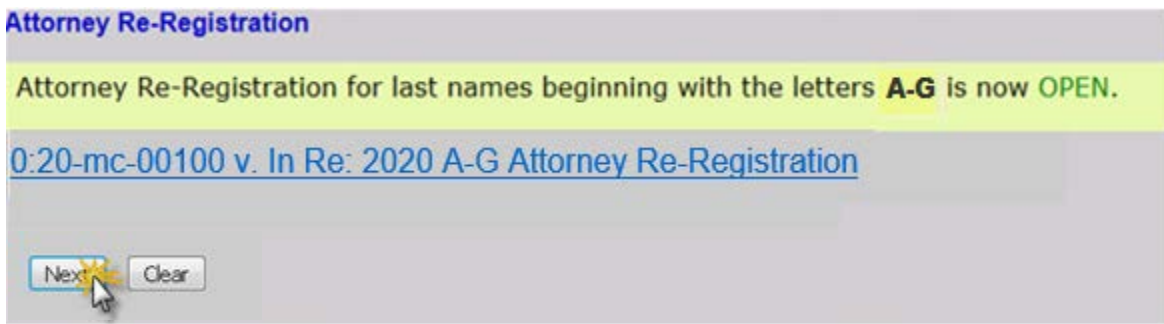 Attorney Re-Registration
Attorney Re-Registration for last names beginning with the letters A-G is now OPEN.
0:20-mc-00100 v. In Re: 2020 A-G Attorney Re-Registration
Next Clear